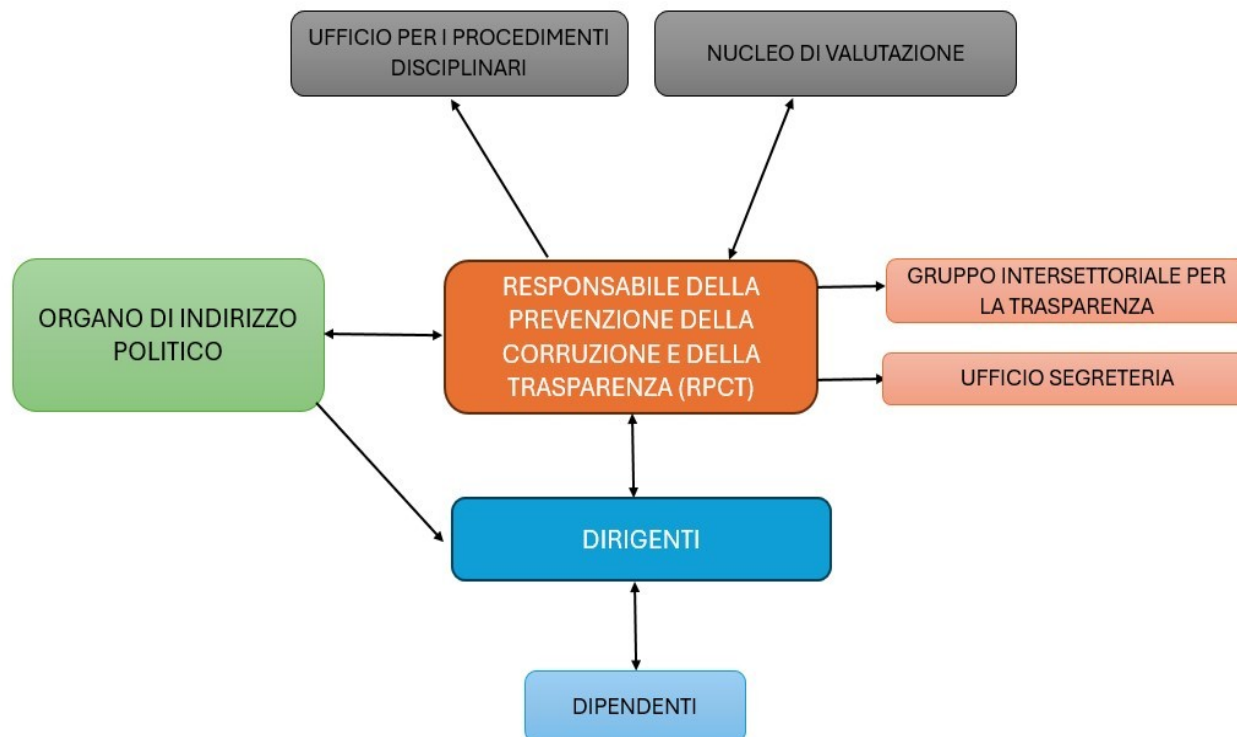 UFFICIO PER I PROCEDIMENTI
DISCIPLINARI
NUCLEO DI VALUTAZIONE
ORGANO DI INDIRIZZO
POLITICO
RESPONSABILE DELLA
PREVENZIONE DELLA
CORRUZIONE E DELLA
TRASPARENZA (RPCT)
GRUPPO INTERSETTORIALE PER
LA TRASPARENZA
UFFICIO SEGRETERIA
DIRIGENTI
DIPENDENTI